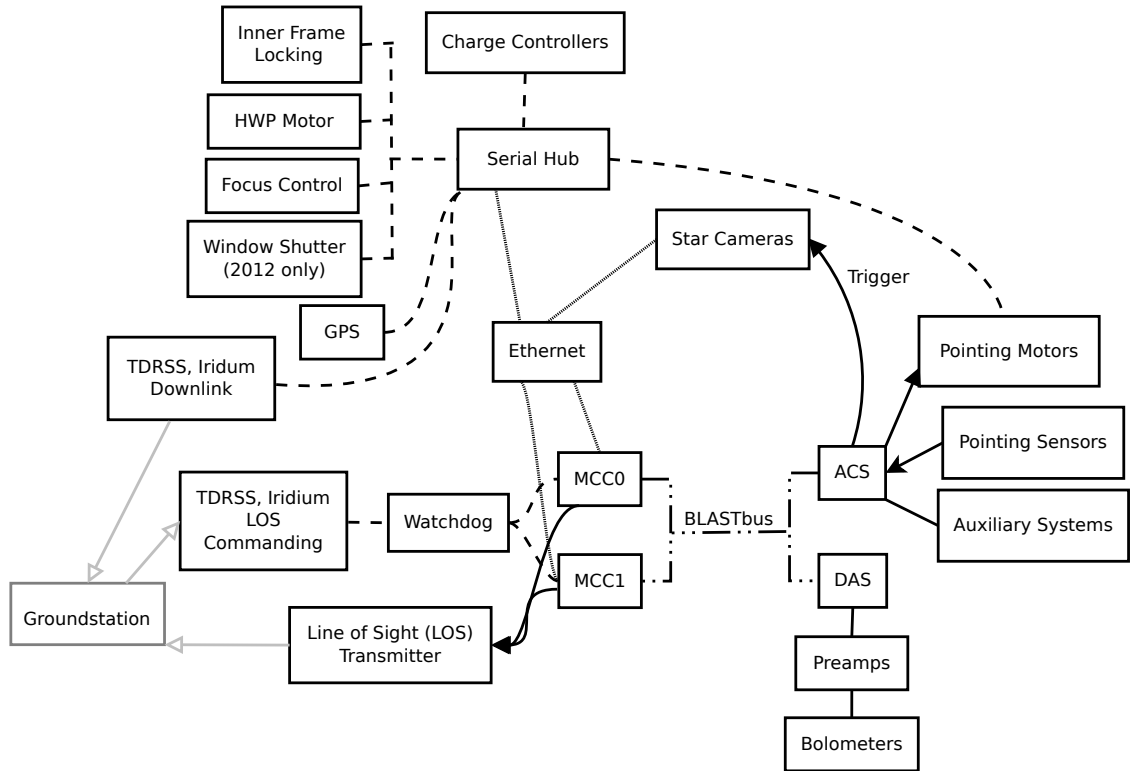 Inner Frame
Locking
Charge Controllers
HWP Motor
Serial Hub
Focus Control
Window Shutter
(2012 only)
Star Cameras
Trigger
GPS
Ethernet
Pointing Motors
TDRSS, Iridium
Downlink
Pointing Sensors
MCC0
ACS
TDRSS, Iridium
LOS
Commanding
Watchdog
BLASTbus
Auxiliary Systems
MCC1
DAS
Groundstation
Line of Sight (LOS)
Transmitter
Preamps
Bolometers